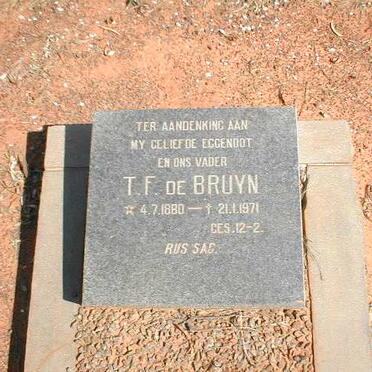 TER AANDENKING AAN
MY GELIEFDE EGGENOOT
EN ONS VADER
T.F. DE BRUYN
☆ 4.7.1880 — † 21.1.1971
GES. 12-2.
RUS SAG.